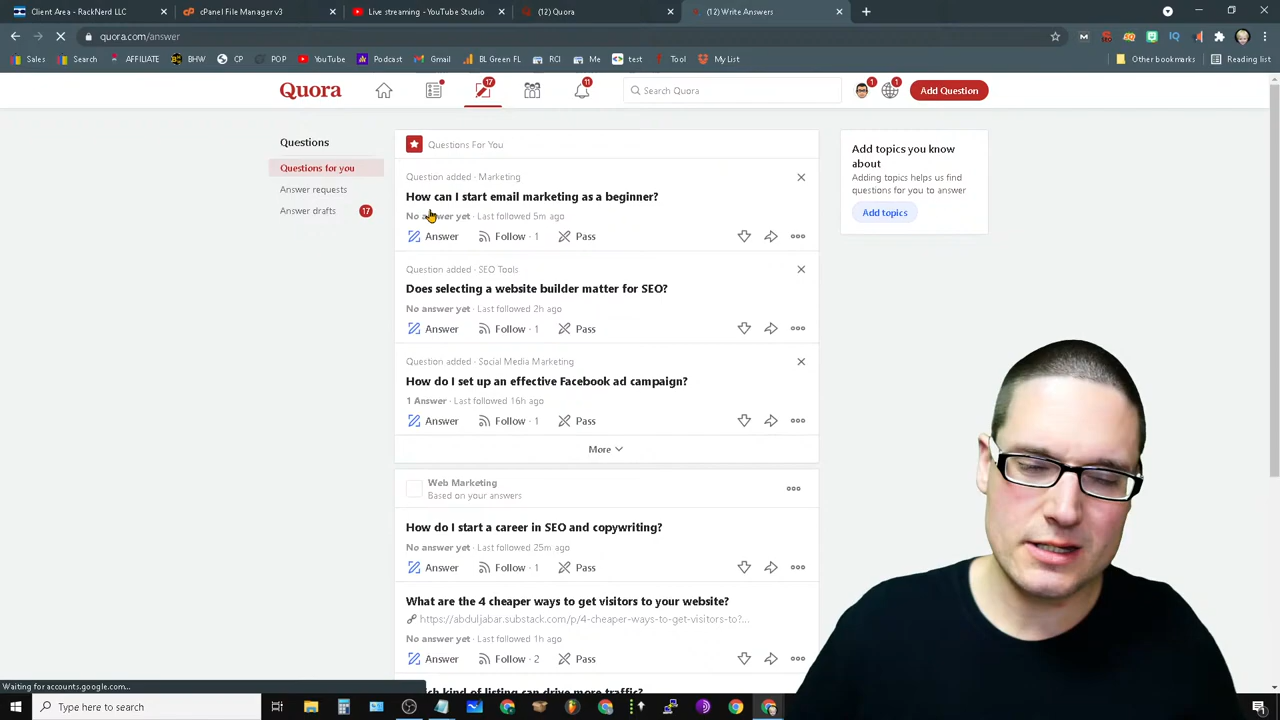 Client Area - RackNerd LLC
cPanel File Manager v3
Live streaming - YouTube Studio
(12) Quora
(12) Write Answers
quora.com/answer
Sales
Search
AFFILIATE
BHW
CP
POP
YouTube
Podcast
Gmail
BL Green FL
RCI
Me
test
Tool
My List
Other bookmarks
Reading list
Quora
17
11
Search Quora
1
1
Add Question
Questions
Questions for you
Answer requests
Answer drafts
17
Questions For You
Question added · Marketing
How can I start email marketing as a beginner?
No answer yet · Last followed 5m ago
Answer
Follow · 1
Pass
Question added · SEO Tools
Does selecting a website builder matter for SEO?
No answer yet · Last followed 2h ago
Answer
Follow · 1
Pass
Question added · Social Media Marketing
How do I set up an effective Facebook ad campaign?
1 Answer · Last followed 16h ago
Answer
Follow · 1
Pass
More
Web Marketing
Based on your answers
How do I start a career in SEO and copywriting?
No answer yet · Last followed 25m ago
Answer
Follow · 1
Pass
What are the 4 cheaper ways to get visitors to your website?
https://abduljabar.substack.com/p/4-cheaper-ways-to-get-visitors-to?...
No answer yet · Last followed 1h ago
Answer
Follow · 2
Pass
kind of listing can drive more traffic?
Add topics you know
about
Adding topics helps us find
questions for you to answer
Add topics
Waiting for accounts.google.com...
Type here to search